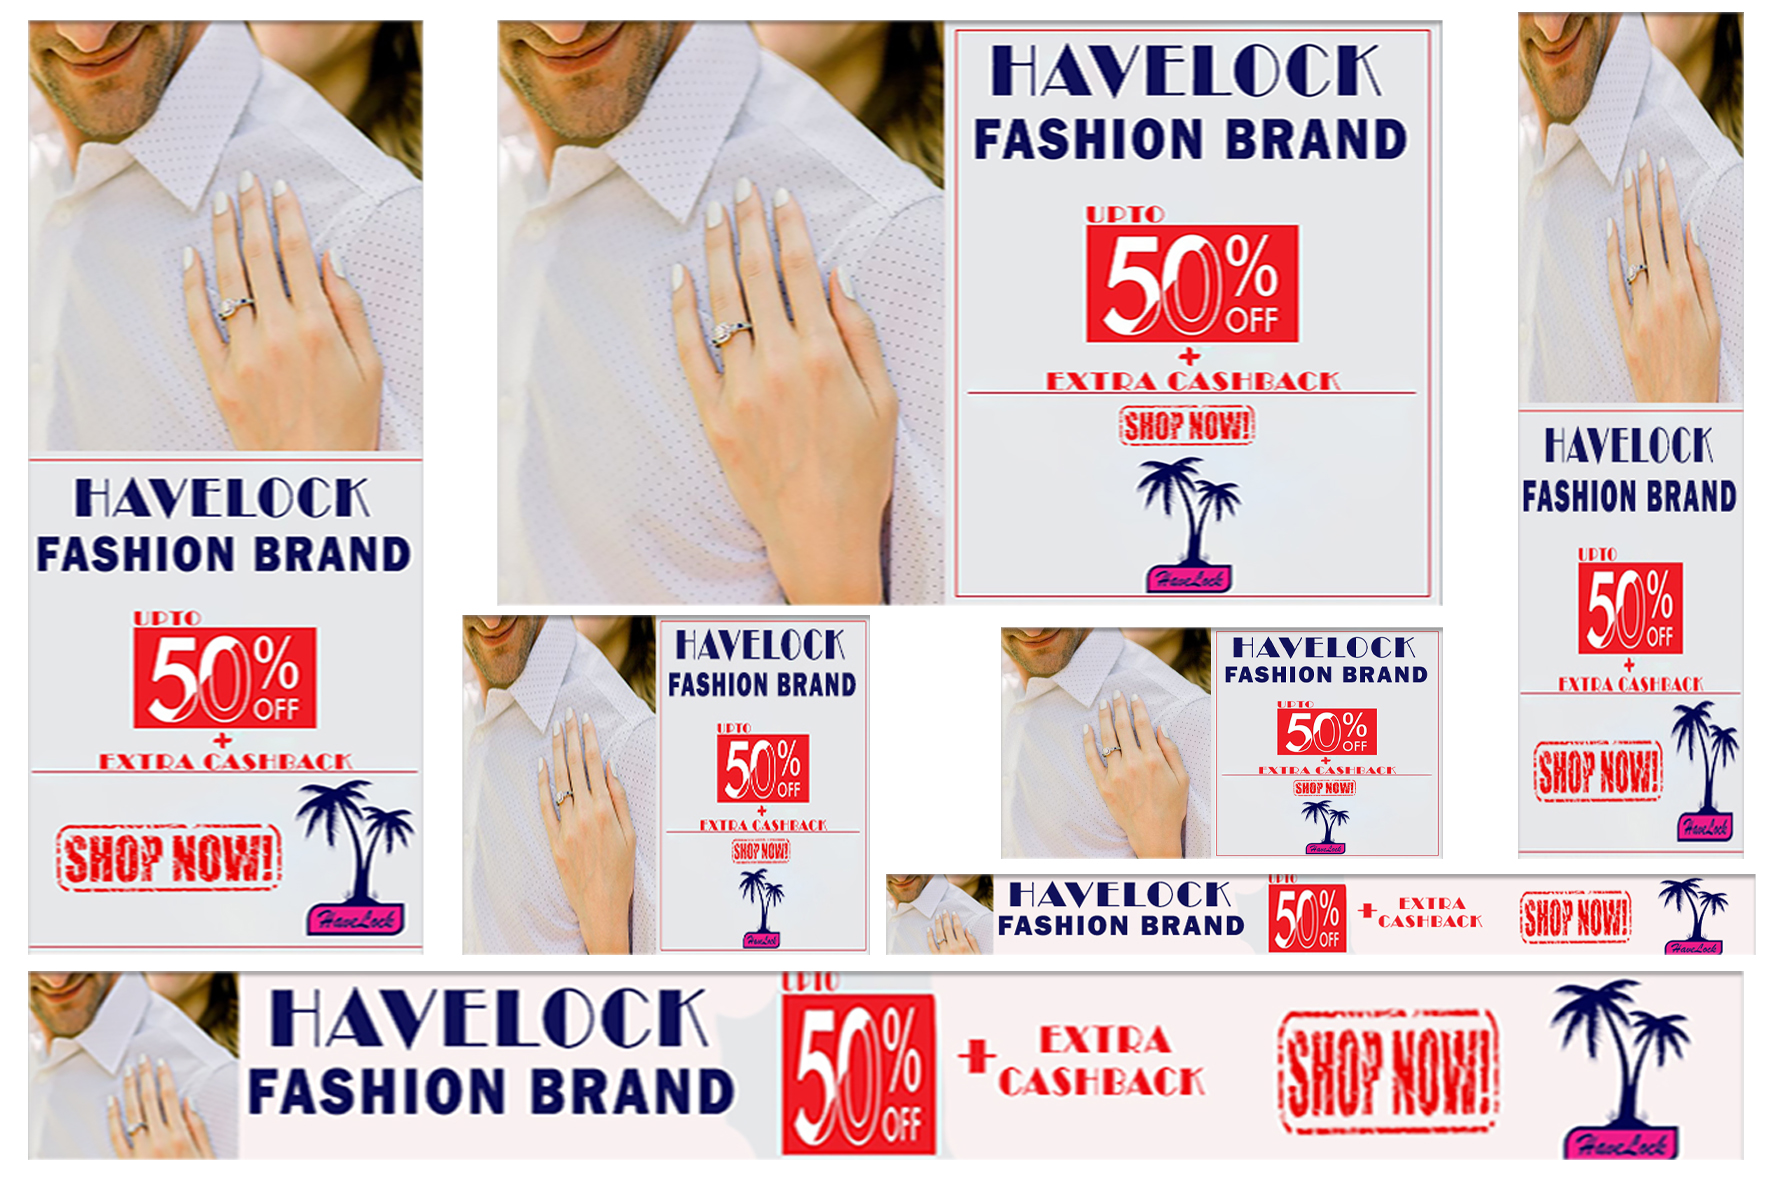 HAVELOCK
FASHION BRAND
UPTO
50%
OFF
+
EXTRA CASHBACK
SHOP NOW!
HaveLock
HAVELOCK
FASHION BRAND
UPTO
50%
OFF
+
EXTRA CASHBACK
SHOP NOW!
HaveLock
HAVELOCK
FASHION BRAND
UPTO
50%
OFF
+
EXTRA CASHBACK
SHOP NOW!
HaveLock
HAVELOCK
FASHION BRAND
UPTO
50%
OFF
+
EXTRA CASHBACK
SHOP NOW!
HaveLock
HAVELOCK
FASHION BRAND
UPTO
50%
OFF
+
EXTRA CASHBACK
SHOP NOW!
HaveLock
HAVELOCK
FASHION BRAND
UPTO
50%
OFF
+ EXTRA
CASHBACK
SHOP NOW!
HaveLock
HAVELOCK
FASHION BRAND
UPTO
50%
OFF
+ EXTRA
CASHBACK
SHOP NOW!
HaveLock